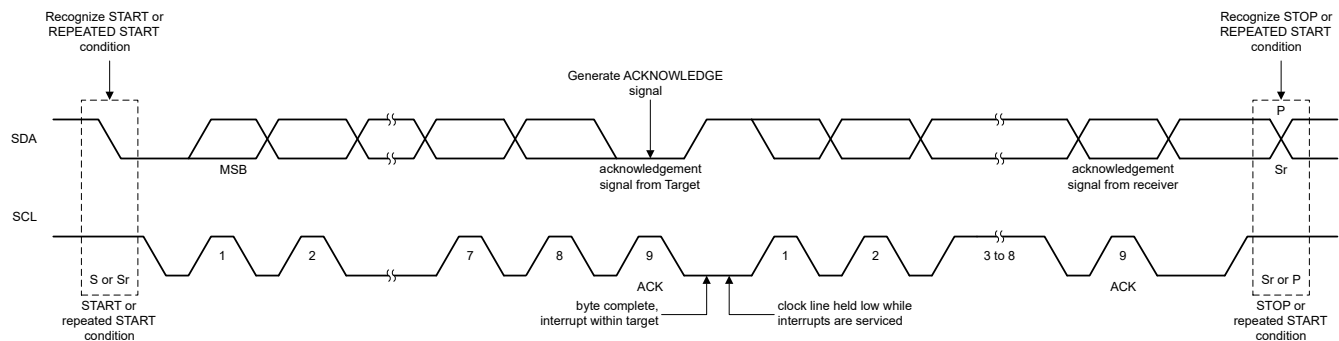 Recognize START or
REPEATED START
condition
Recognize STOP or
REPEATED START
condition
Generate ACKNOWLEDGE
signal
P
SDA
MSB
acknowledgement
signal from Target
acknowledgement
signal from receiver
Sr
SCL
1
2
7
8
9
1
2
3 to 8
9
S or Sr
ACK
ACK
Sr or P
START or
repeated START
condition
byte complete,
interrupt within target
clock line held low while
interrupts are serviced
STOP or
repeated START
condition